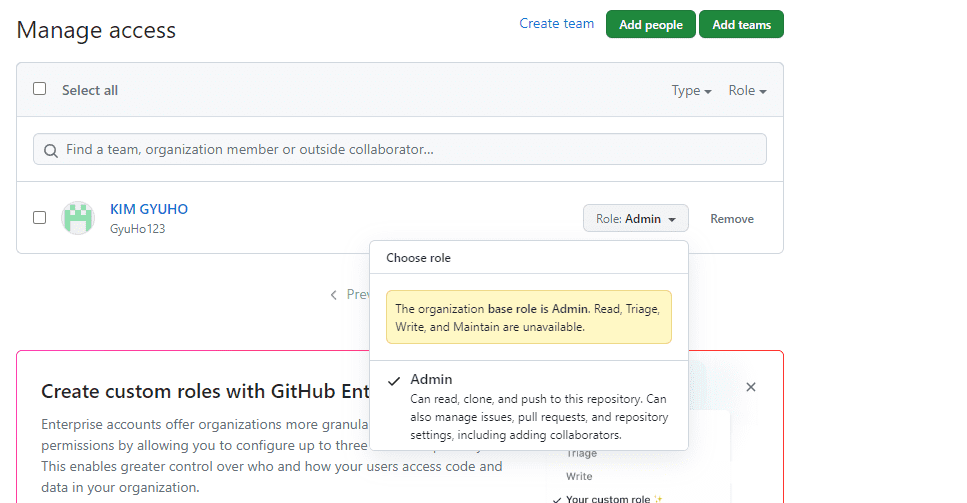 Manage access
Create team
Add people
Add teams
Select all
Type
Role
Find a team, organization member or outside collaborator...
KIM GYUHO
GyuHo123
Role: Admin
Remove
Choose role
The organization base role is Admin. Read, Triage,
Write, and Maintain are unavailable.
Admin
Can read, clone, and push to this repository. Can
also manage issues, pull requests, and repository
settings, including adding collaborators.
Create custom roles with GitHub
Enterprise accounts offer organizations more
permissions by allowing you to configure up to three
This enables greater control over who and how your users access code and
data in your organization.
Triage
Write
Your custom role ✨